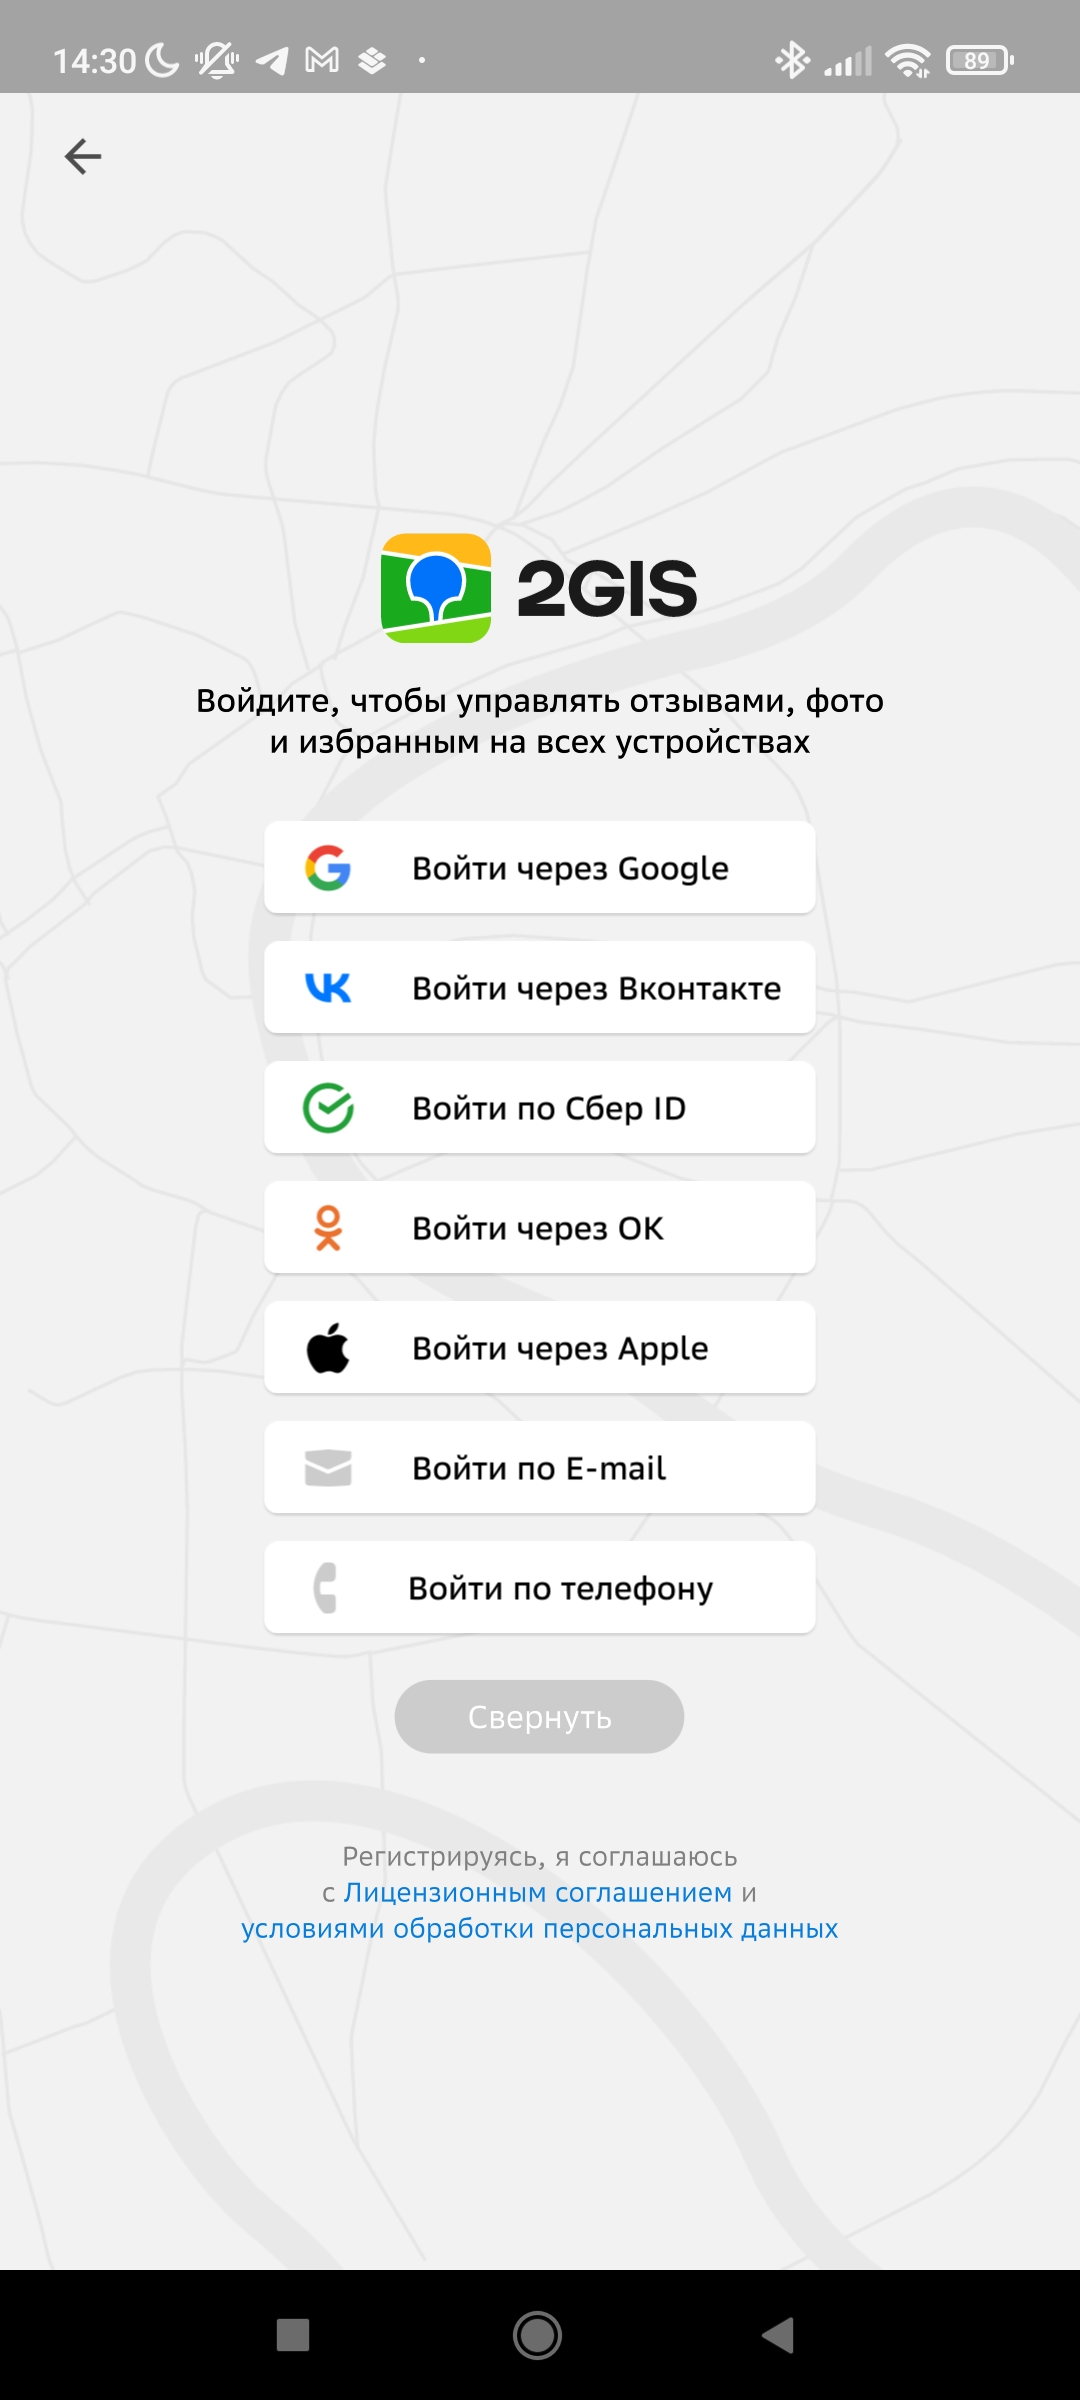 14:30
89
2GIS
Войдите, чтобы управлять отзывами, фото
и избранным на всех устройствах
Войти через Google
Войти через Вконтакте
Войти по Сбер ID
Войти через ОК
Войти через Apple
Войти по E-mail
Войти по телефону
Свернуть
Регистрируясь, я соглашаюсь
с Лицензионным соглашением и
условиями обработки персональных данных